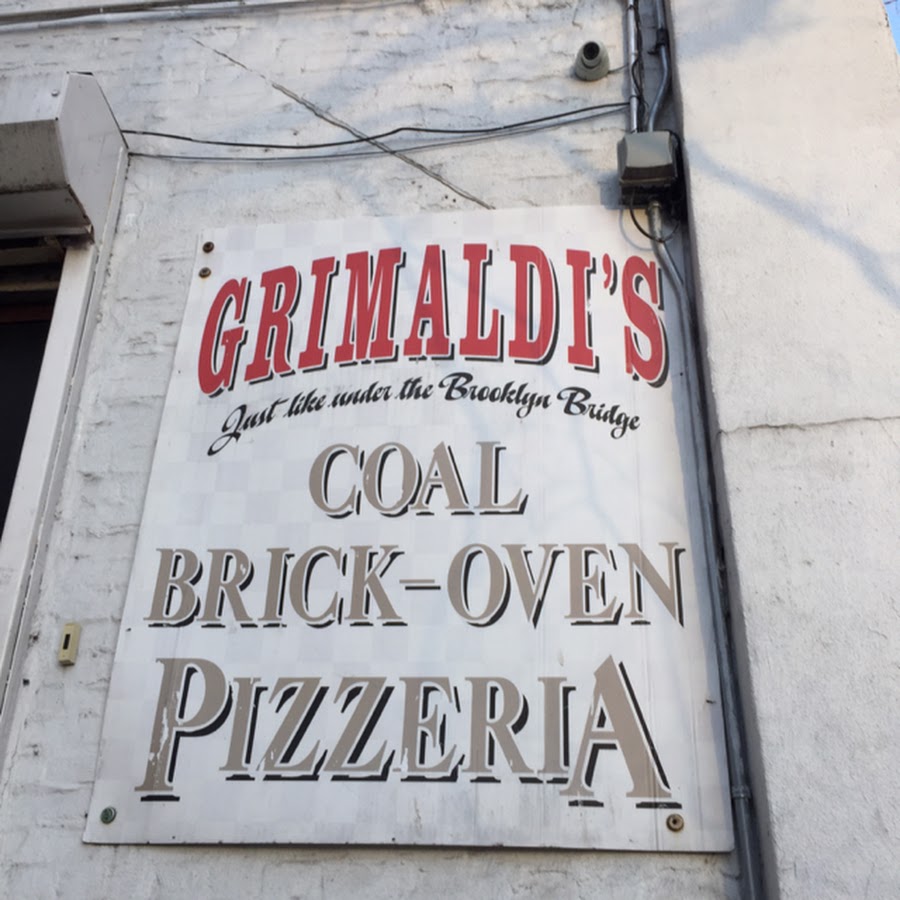 GRIMALDI'S
Just like under the Brooklyn Bridge
COAL
BRICK-OVEN
PIZZERIA